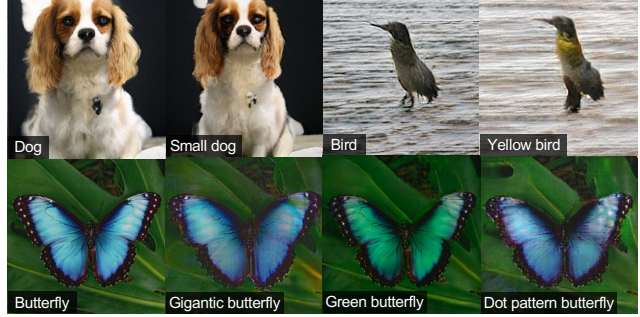 Dog
Small dog
Bird
Yellow bird
Butterfly
Gigantic butterfly
Green butterfly
Dot pattern butterfly